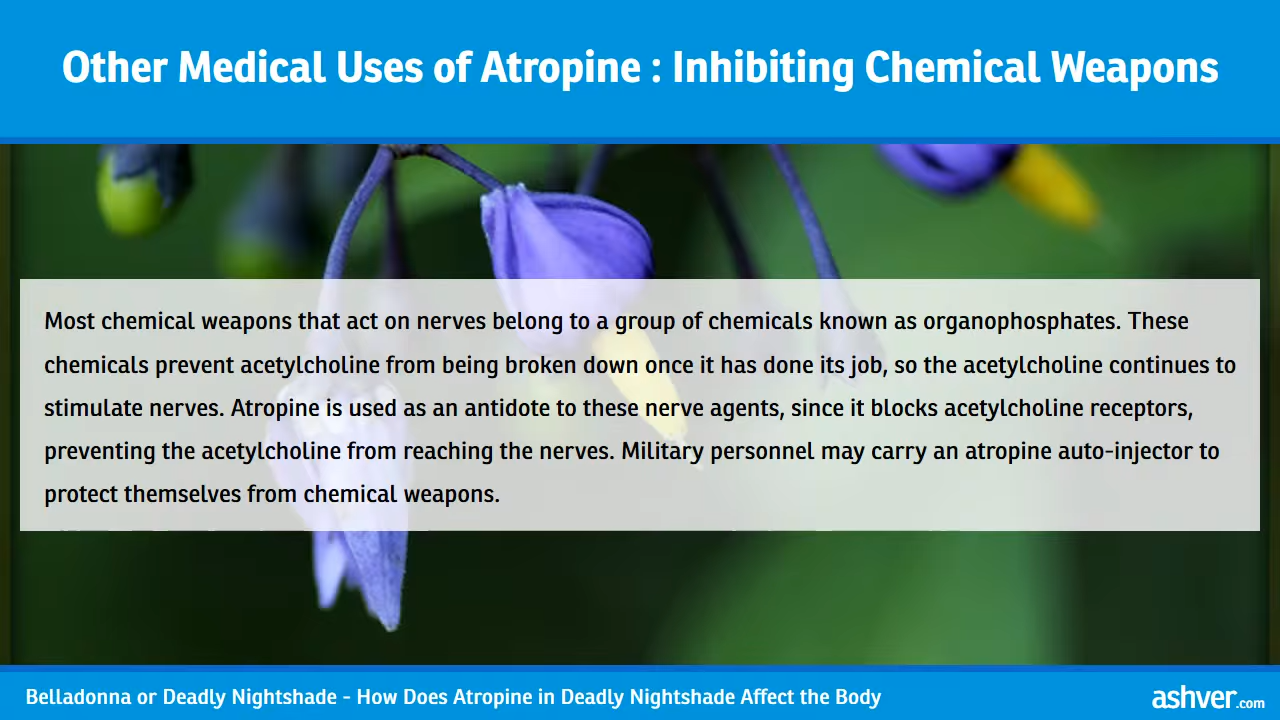 Other Medical Uses of Atropine : Inhibiting Chemical Weapons
Most chemical weapons that act on nerves belong to a group of chemicals known as organophosphates. These
chemicals prevent acetylcholine from being broken down once it has done its job, so the acetylcholine continues to
stimulate nerves. Atropine is used as an antidote to these nerve agents, since it blocks acetylcholine receptors,
preventing the acetylcholine from reaching the nerves. Military personnel may carry an atropine auto-injector to
protect themselves from chemical weapons.
Belladonna or Deadly Nightshade - How Does Atropine in Deadly Nightshade Affect the Body
ashver.com